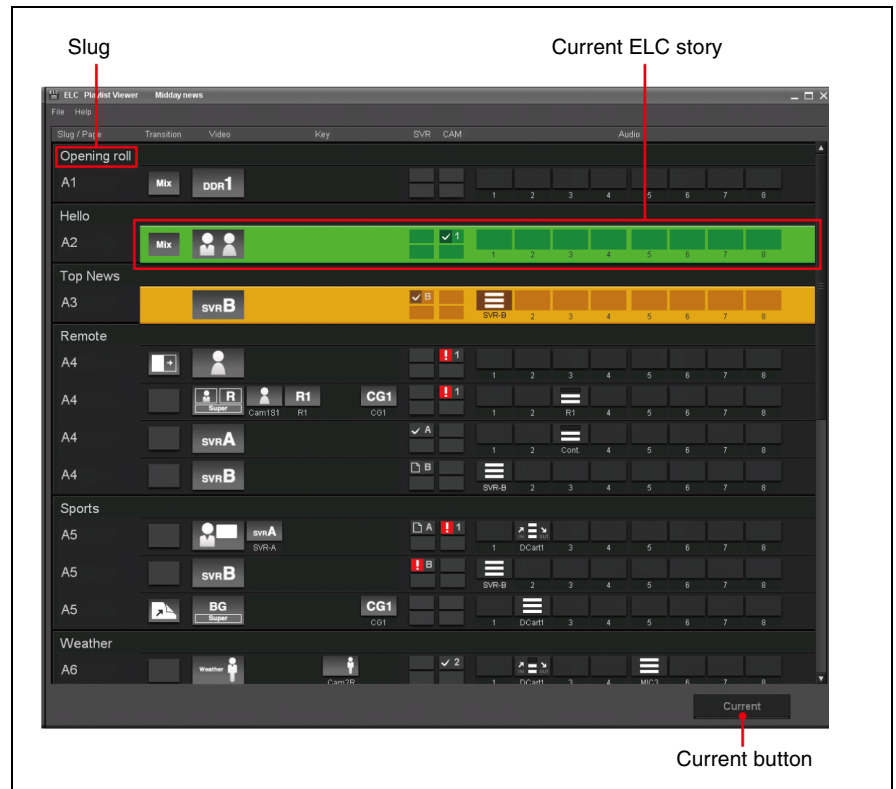 Slug Current ELC story
ELC Playlist Viewer Midday news
File Help
Slug / Page Transition Video Key SVR CAM Audio
Opening roll
A1 Mix DDR1
1 2 3 4 5 6 7 8
Hello
A2 Mix 1
1 2 3 4 5 6 7 8
Top News
A3 SVRB B
SVR-B 2 3 4 5 6 7 8
Remote
A4 1
1 2 3 4 5 6 7 8
A4 R Super R1 CG1 1
Cam1S1 R1 CG1 1 2 R1 4 5 6 7 8
A4 SVRA A
1 2 Cont. 4 5 6 7 8
A4 SVRB B
SVR-B 2 3 4 5 6 7 8
Sports
A5 SVRA A 1
SVR-A 1 DCart1 3 4 5 6 7 8
A5 SVRB B
SVR-B 2 3 4 5 6 7 8
A5 BG Super CG1
CG1 1 DCart1 3 4 5 6 7 8
Weather
A6 Weather 2
Cam2R 1 DCart1 3 4 MIC3 6 7 8
Current
Current button